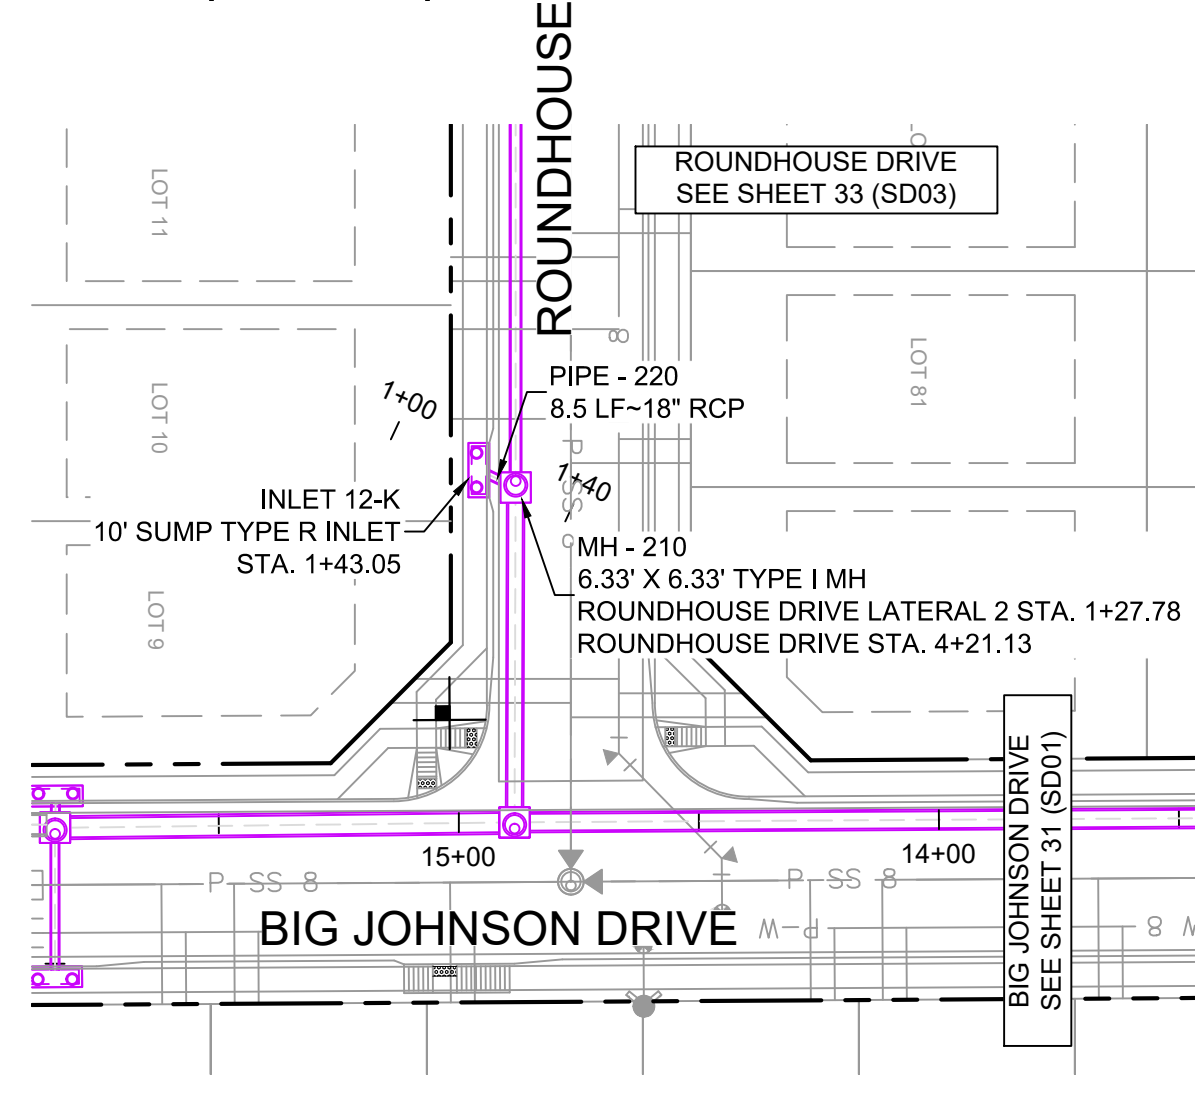 ROUNDHOUSE
ROUNDHOUSE DRIVE
SEE SHEET 33 (SD03)
LOT 11
LOT 10
LOT 9
LOT 81
8
1+00
PIPE - 220
8.5 LF~18" RCP
P
SS
1+40
INLET 12-K
10' SUMP TYPE R INLET
STA. 1+43.05
MH - 210
6.33' X 6.33' TYPE I MH
ROUNDHOUSE DRIVE LATERAL 2 STA. 1+27.78
ROUNDHOUSE DRIVE STA. 4+21.13
15+00
14+00
P-SS 8
P-SS 8
BIG JOHNSON DRIVE
P-W
8 W
BIG JOHNSON DRIVE
SEE SHEET 31 (SD01)